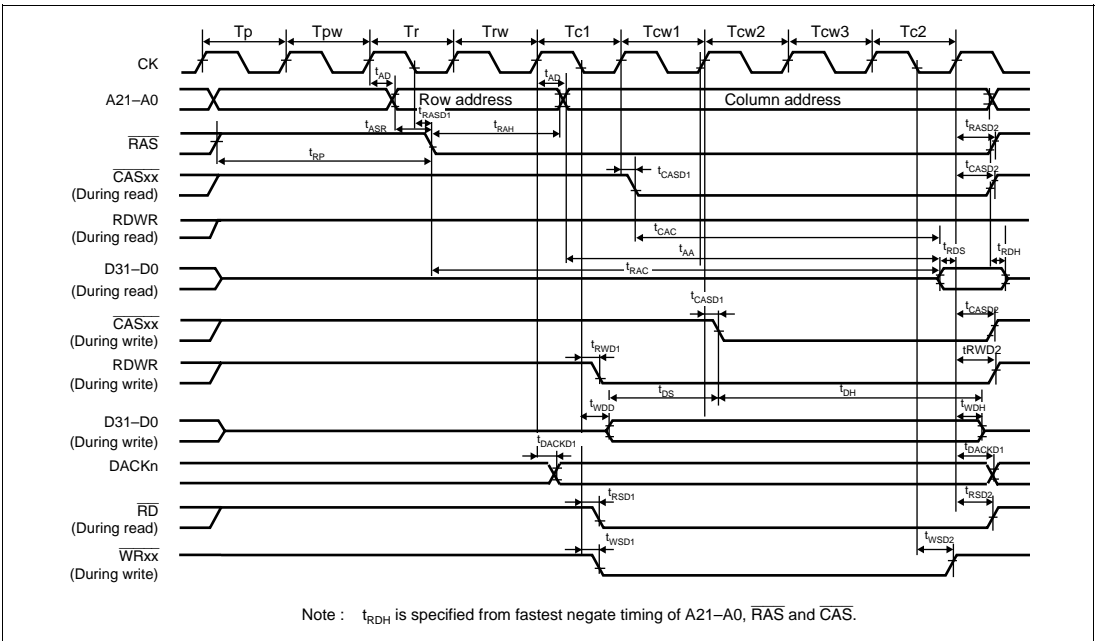 Tp Tpw Tr Trw Tc1 Tcw1 Tcw2 Tcw3 Tc2
CK
tAD tAD
A21–A0 Row address Column address
tRASD1
tASR tRAH tRASD2
RAS
tRP
CASxx tCASD1 tCASD2
(During read)
RDWR
(During read) tCAC
tAA tRDS tRDH
D31–D0 tRAC
(During read)
tCASD1 tCASD2
CASxx
(During write)
RDWR tRWD1 tRWD2
(During write)
tDS tDH
tWDD tWDH
D31–D0
(During write)
tDACKD1 tDACKD1
DACKn
tRSD1 tRSD2
RD
(During read)
tWSD1 tWSD2
WRxx
(During write)
Note : tRDH is specified from fastest negate timing of A21–A0, RAS and CAS.